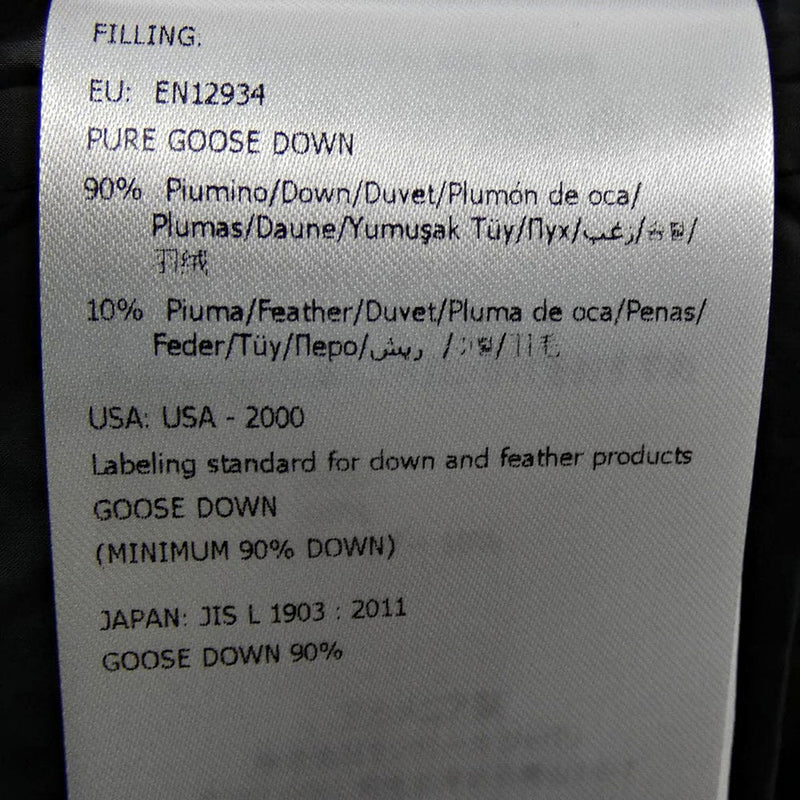 FILLING:
EU: EN12934
PURE GOOSE DOWN
90% Piumino/Down/Duvet/Plumón de oca/
Plumas/Daune/Yumuşak Tüy/Пух/زغب/
羽绒
10% Piuma/Feather/Duvet/Pluma de oca/Penas/
Feder/Tüy/Перо/ريش /
USA: USA - 2000
Labeling standard for down and feather products
GOOSE DOWN
(MINIMUM 90% DOWN)
JAPAN: JIS L 1903 : 2011
GOOSE DOWN 90%